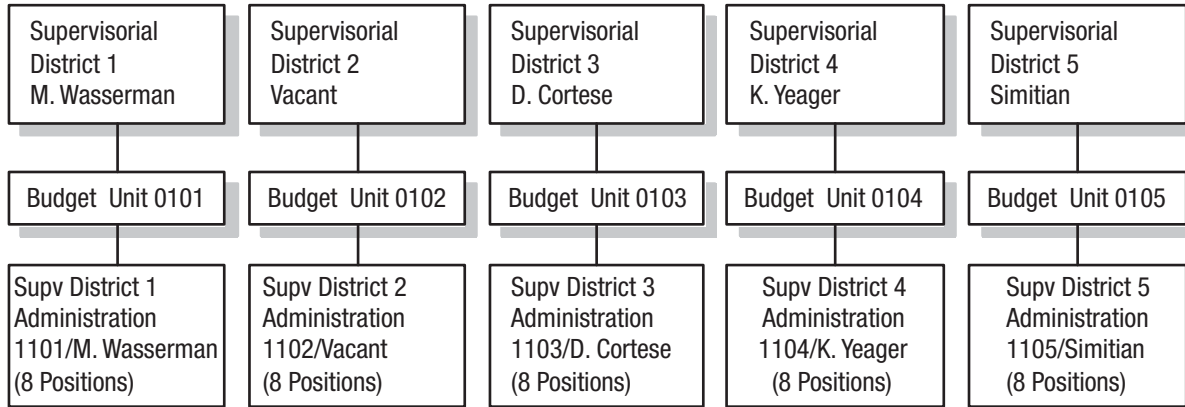 Supervisorial
District 1
M. Wasserman
Supervisorial
District 2
Vacant
Supervisorial
District 3
D. Cortese
Supervisorial
District 4
K. Yeager
Supervisorial
District 5
Simitian
Budget Unit 0101
Budget Unit 0102
Budget Unit 0103
Budget Unit 0104
Budget Unit 0105
Supv District 1
Administration
1101/M. Wasserman
(8 Positions)
Supv District 2
Administration
1102/Vacant
(8 Positions)
Supv District 3
Administration
1103/D. Cortese
(8 Positions)
Supv District 4
Administration
1104/K. Yeager
(8 Positions)
Supv District 5
Administration
1105/Simitian
(8 Positions)